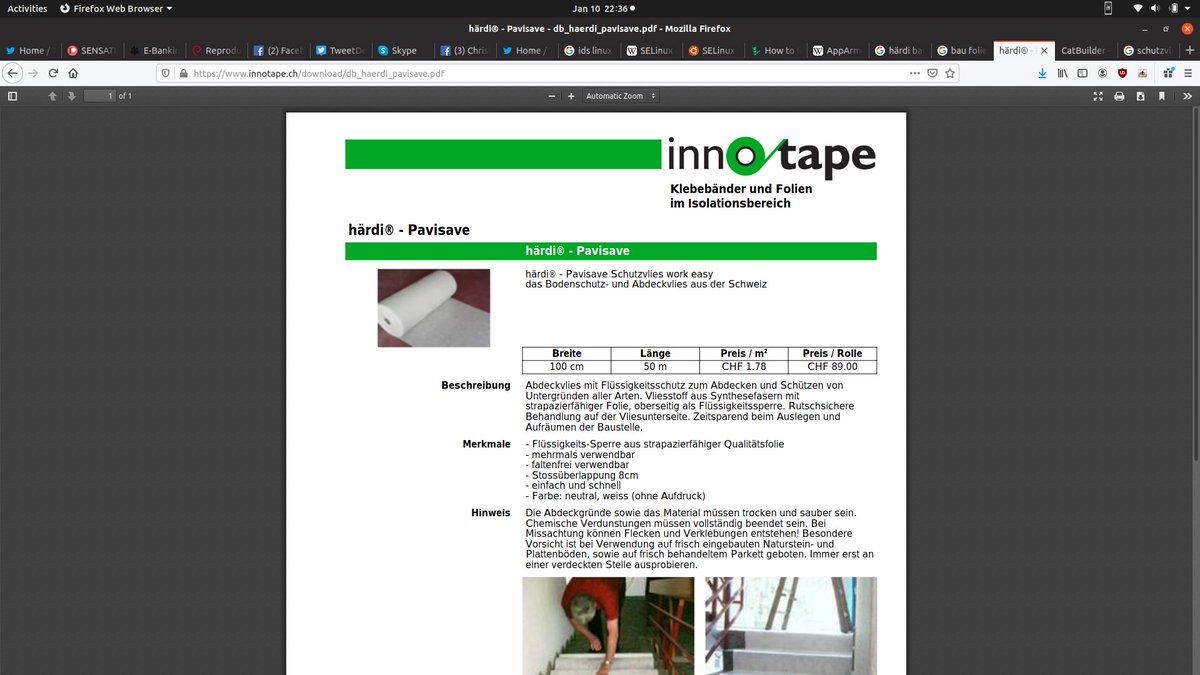 Activities Firefox Web Browser Jan 10 22:36
härdi® - Pavisave - db_haerdi_pavisave.pdf - Mozilla Firefox
Home / SENSAT E-Bankin Reprodu (2) Face TweetDe Skype (3) Chris Home / ids linux SELinux SELinux How to AppArm härdi bau bau folie härdi® - CatBuilder schutzvl
https://www.innotape.ch/download/db_haerdi_pavisave.pdf
1 of 1 Automatic Zoom
innotape
Klebebänder und Folien
im Isolationsbereich
härdi® - Pavisave
härdi® - Pavisave
härdi® - Pavisave Schutzvlies work easy
das Bodenschutz- und Abdeckvlies aus der Schweiz
Breite Länge Preis / m² Preis / Rolle
100 cm 50 m CHF 1.78 CHF 89.00
Beschreibung Abdeckvlies mit Flüssigkeitsschutz zum Abdecken und Schützen von
Untergründen aller Arten. Vliesstoff aus Synthesefasern mit
strapazierfähiger Folie, oberseitig als Flüssigkeitssperre. Rutschsichere
Behandlung auf der Vliesunterseite. Zeitsparend beim Auslegen und
Aufräumen der Baustelle.
Merkmale - Flüssigkeits-Sperre aus strapazierfähiger Qualitätsfolie
- mehrmals verwendbar
- faltenfrei verwendbar
- Stossüberlappung 8cm
- einfach und schnell
- Farbe: neutral, weiss (ohne Aufdruck)
Hinweis Die Abdeckgründe sowie das Material müssen trocken und sauber sein.
Chemische Verdunstungen müssen vollständig beendet sein. Bei
Missachtung können Flecken und Verklebungen entstehen! Besondere
Vorsicht ist bei Verwendung auf frisch eingebauten Naturstein- und
Plattenböden, sowie auf frisch behandeltem Parkett geboten. Immer erst an
einer verdeckten Stelle ausprobieren.